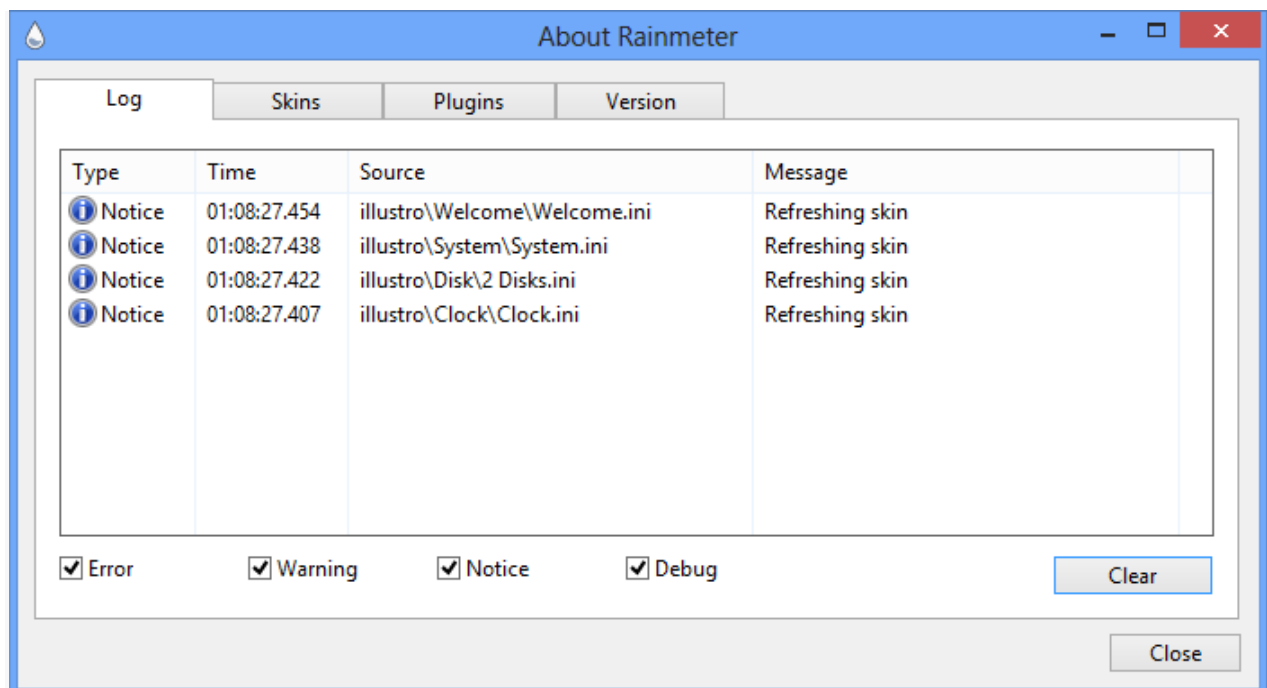 About Rainmeter
Log Skins Plugins Version
Type Time Source Message
Notice 01:08:27.454 illustro\Welcome\Welcome.ini Refreshing skin
Notice 01:08:27.438 illustro\System\System.ini Refreshing skin
Notice 01:08:27.422 illustro\Disk\2 Disks.ini Refreshing skin
Notice 01:08:27.407 illustro\Clock\Clock.ini Refreshing skin
Error Warning Notice Debug Clear
Close